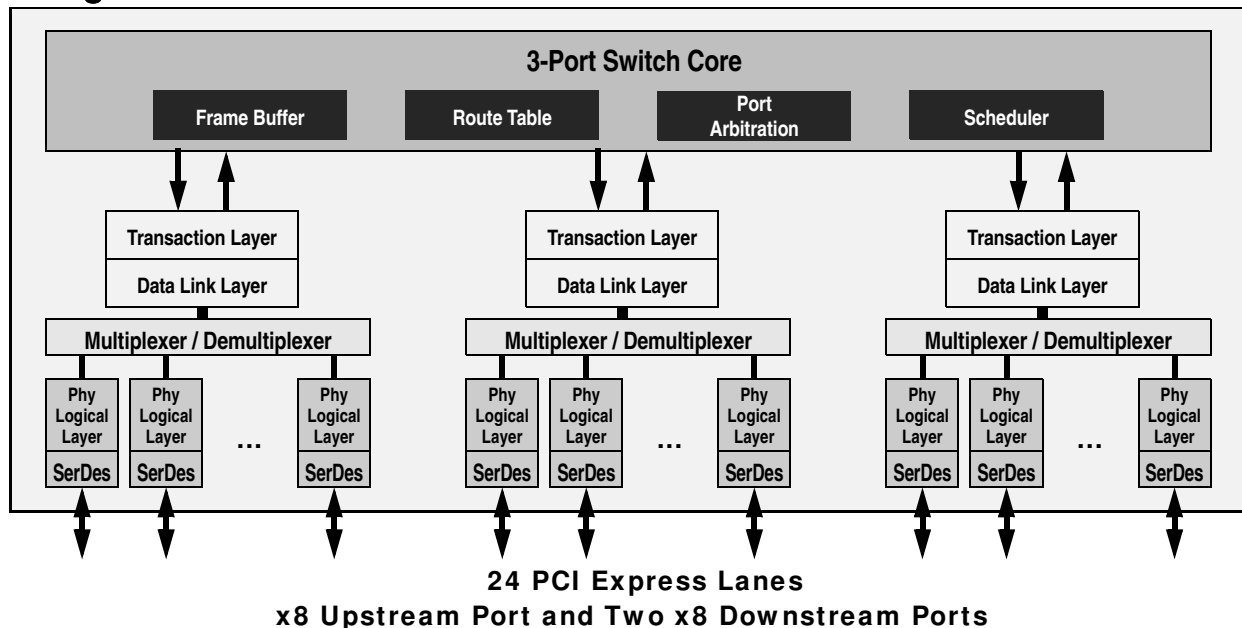 3-Port Switch Core
Frame Buffer
Route Table
Port
Arbitration
Scheduler
Transaction Layer
Data Link Layer
Transaction Layer
Data Link Layer
Transaction Layer
Data Link Layer
Multiplexer / Demultiplexer
Multiplexer / Demultiplexer
Multiplexer / Demultiplexer
Phy
Logical
Layer
SerDes
Phy
Logical
Layer
SerDes
...
Phy
Logical
Layer
SerDes
Phy
Logical
Layer
SerDes
Phy
Logical
Layer
SerDes
...
Phy
Logical
Layer
SerDes
Phy
Logical
Layer
SerDes
Phy
Logical
Layer
SerDes
...
Phy
Logical
Layer
SerDes
24 PCI Express Lanes
x8 Upstream Port and Two x8 Downstream Ports